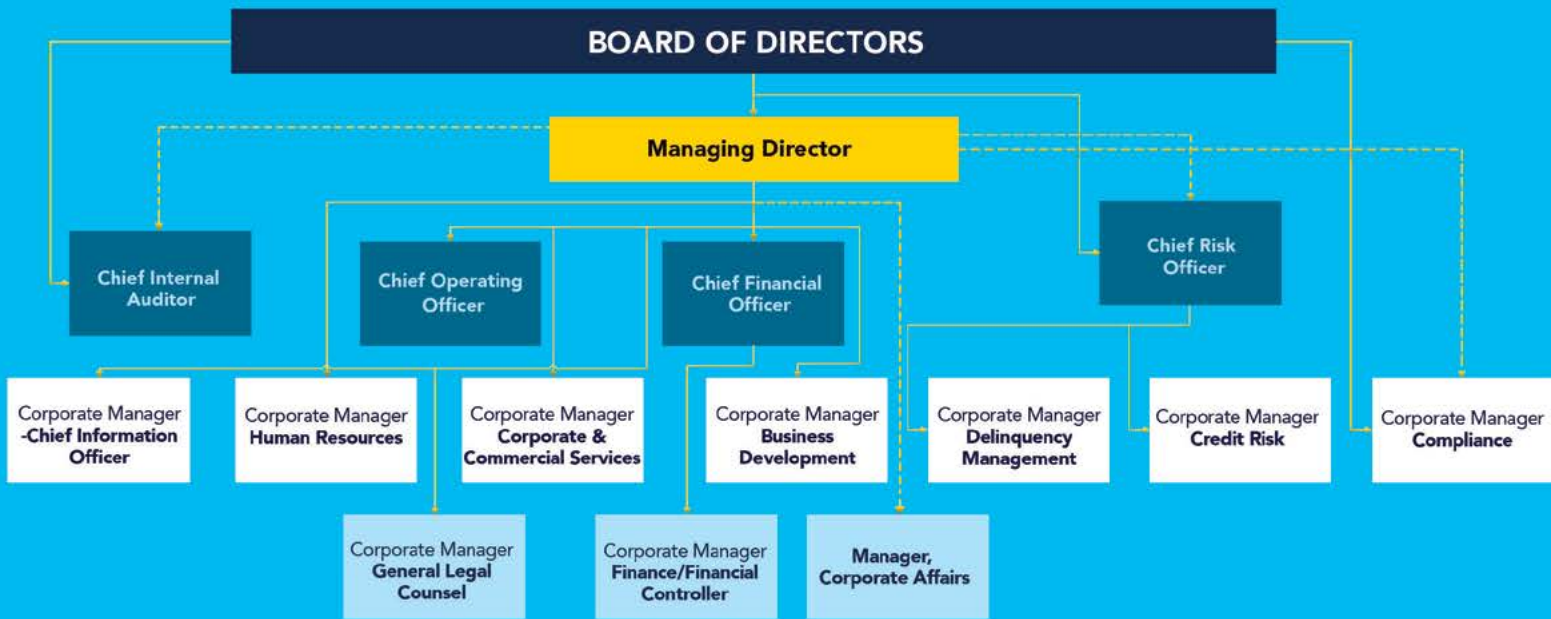 BOARD OF DIRECTORS
Managing Director
Chief Internal
Auditor
Chief Operating
Officer
Chief Financial
Officer
Chief Risk
Officer
Corporate Manager
-Chief Information
Officer
Corporate Manager
Human Resources
Corporate Manager
Corporate &
Commercial Services
Corporate Manager
Business
Development
Corporate Manager
Delinquency
Management
Corporate Manager
Credit Risk
Corporate Manager
Compliance
Corporate Manager
General Legal
Counsel
Corporate Manager
Finance/Financial
Controller
Manager,
Corporate Affairs